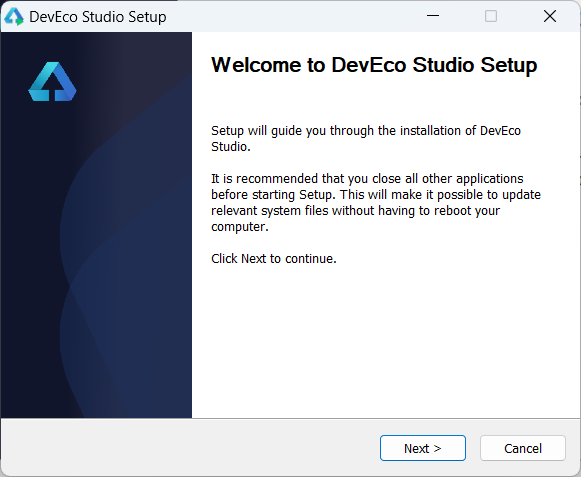 DevEco Studio Setup
Welcome to DevEco Studio Setup
Setup will guide you through the installation of DevEco
Studio.
It is recommended that you close all other applications
before starting Setup. This will make it possible to update
relevant system files without having to reboot your
computer.
Click Next to continue.
Next >
Cancel